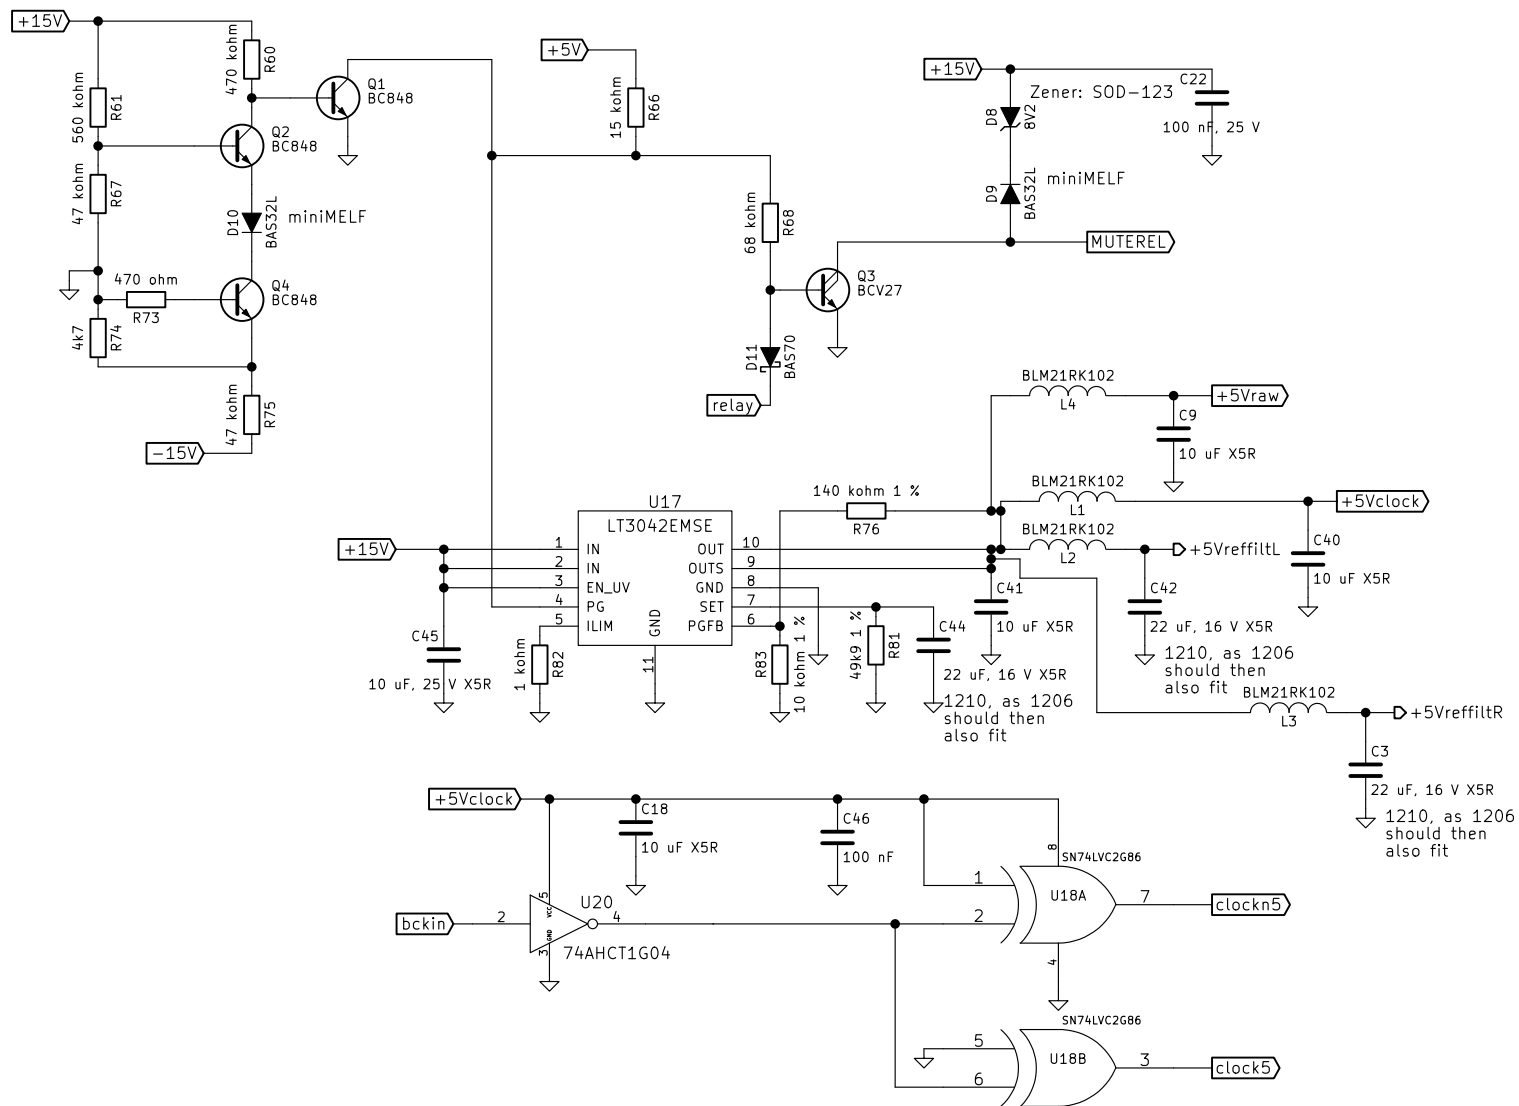 +15V
470 kohm
R60
Q1
BC848
560 kohm
R61
Q2
BC848
47 kohm
R67
D10
BAS32L
miniMELF
470 ohm
R73
Q4
BC848
4k7
R74
47 kohm
R75
-15V
+5V
15 kohm
R66
68 kohm
R68
Q3
BCV27
D11
BAS70
relay
+15V
C22
Zener: SOD-123
D8
8V2
100 nF, 25 V
D9
BAS32L
miniMELF
MUTEREL
BLM21RK102
L4
+5Vraw
C9
10 uF X5R
140 kohm 1 %
R76
BLM21RK102
L1
+5Vclock
BLM21RK102
L2
+5VreffiltL
C40
10 uF X5R
U17
LT3042EMSE
+15V
1 IN OUT 10
2 IN OUTS 9
3 EN_UV GND 8
4 PG SET 7
5 ILIM PGFB 6
GND
11
C45
10 uF, 25 V X5R
1 kohm
R82
R83
10 kohm 1 %
49k9 1 %
R81
C44
22 uF, 16 V X5R
1210, as 1206
should then
also fit
C41
10 uF X5R
C42
22 uF, 16 V X5R
1210, as 1206
should then
also fit
BLM21RK102
L3
+5VreffiltR
C3
22 uF, 16 V X5R
1210, as 1206
should then
also fit
+5Vclock
C18
10 uF X5R
C46
100 nF
bckin
2
5
VCC
GND
3
U20
4
74AHCT1G04
8
SN74LVC2G86
1
2
U18A
7
clockn5
4
SN74LVC2G86
5
6
U18B
3
clock5